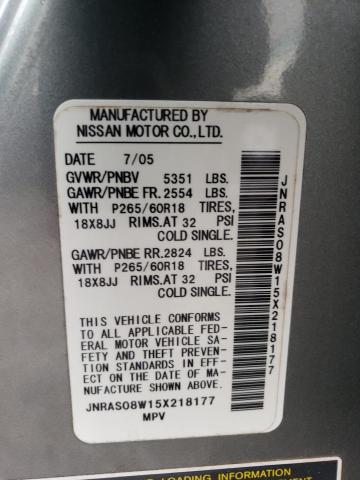 MANUFACTURED BY
NISSAN MOTOR CO.,LTD.
DATE 7/05
GVWR/PNBV 5351 LBS.
GAWR/PNBE FR. 2554 LBS.
WITH P265/60R18 TIRES,
18X8JJ RIMS.AT 32 PSI
COLD SINGLE.
GAWR/PNBE RR. 2824 LBS.
WITH P265/60R18 TIRES,
18X8JJ RIMS.AT 32 PSI
COLD SINGLE.
THIS VEHICLE CONFORMS
TO ALL APPLICABLE FED-
ERAL MOTOR VEHICLE SA-
FETY AND THEFT PREVEN-
TION STANDARDS IN EFF-
ECT ON THE DATE OF MA-
NUFACTURE SHOWN ABOVE.
JNRAS08W15X218177
MPV
JNRAS08W15X218177
LOADING INFORMATION